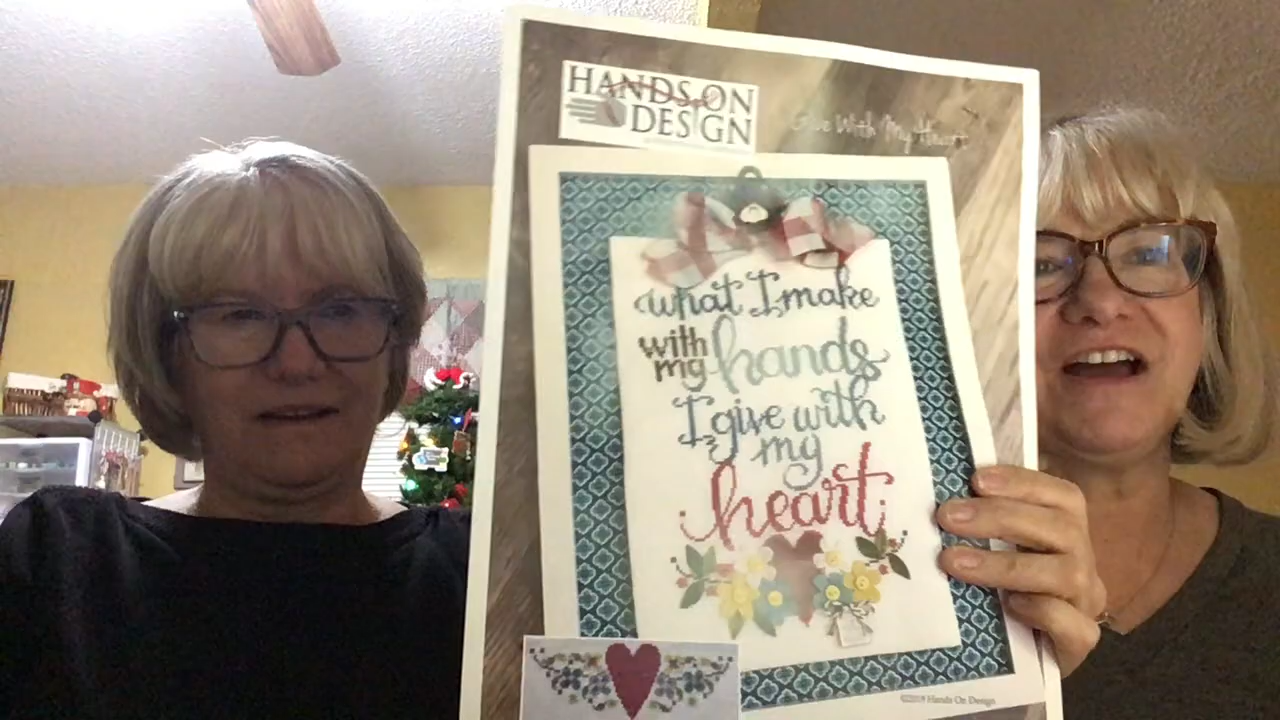 HANDS ON
DESIGN
Give With My Heart
what I make
with
my hands
I give with
my
heart
©2019 Hands On Design